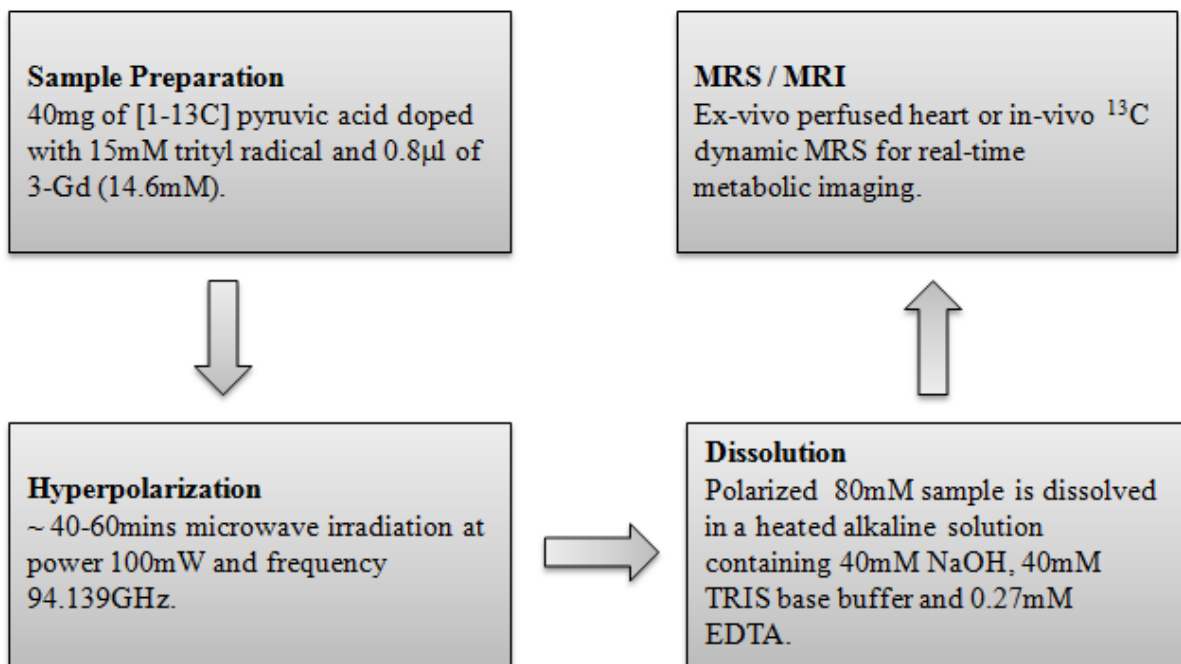 Sample Preparation
40mg of [1-13C] pyruvic acid doped
with 15mM trityl radical and 0.8μl of
3-Gd (14.6mM).
Hyperpolarization
~ 40-60mins microwave irradiation at
power 100mW and frequency
94.139GHz.
Dissolution
Polarized 80mM sample is dissolved
in a heated alkaline solution
containing 40mM NaOH, 40mM
TRIS base buffer and 0.27mM
EDTA.
MRS / MRI
Ex-vivo perfused heart or in-vivo ¹³C
dynamic MRS for real-time
metabolic imaging.